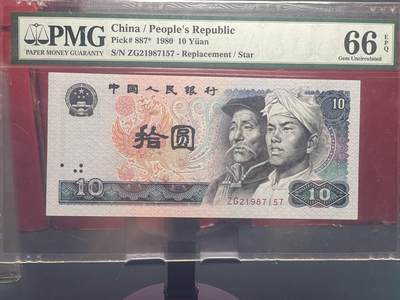 PMG
PAPER MONEY GUARANTY
China / People's Republic
Pick# 887* 1980 10 Yüan
S/N ZG21987157 - Replacement / Star
66
EPQ
Gem Uncirculated
中国人民银行
10
拾圆
10
10
ZG21987157